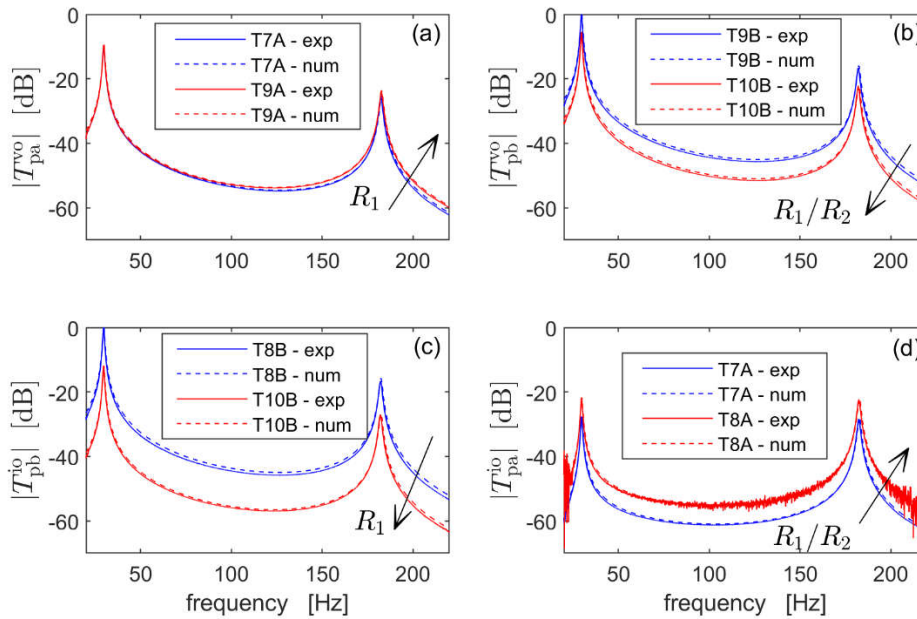 0
-20
-40
-60
50
100
150
200
|T_pa^vo| [dB]
(a)
T7A - exp
T7A - num
T9A - exp
T9A - num
R_1
0
-20
-40
-60
50
100
150
200
|T_pb^vo| [dB]
(b)
T9B - exp
T9B - num
T10B - exp
T10B - num
R_1/R_2
0
-20
-40
-60
50
100
150
200
|T_pb^io| [dB]
frequency [Hz]
(c)
T8B - exp
T8B - num
T10B - exp
T10B - num
R_1
0
-20
-40
-60
50
100
150
200
|T_pa^io| [dB]
frequency [Hz]
(d)
T7A - exp
T7A - num
T8A - exp
T8A - num
R_1/R_2